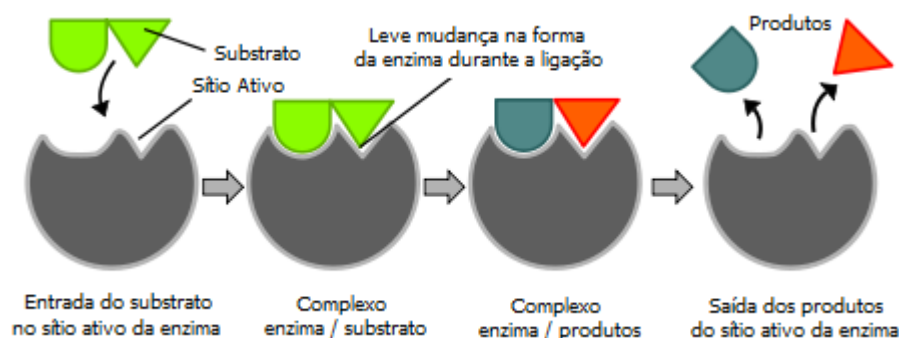 Substrato
Sítio Ativo
Leve mudança na forma
da enzima durante a ligação
Produtos
Entrada do substrato
no sítio ativo da enzima
Complexo
enzima / substrato
Complexo
enzima / produtos
Saída dos produtos
do sítio ativo da enzima